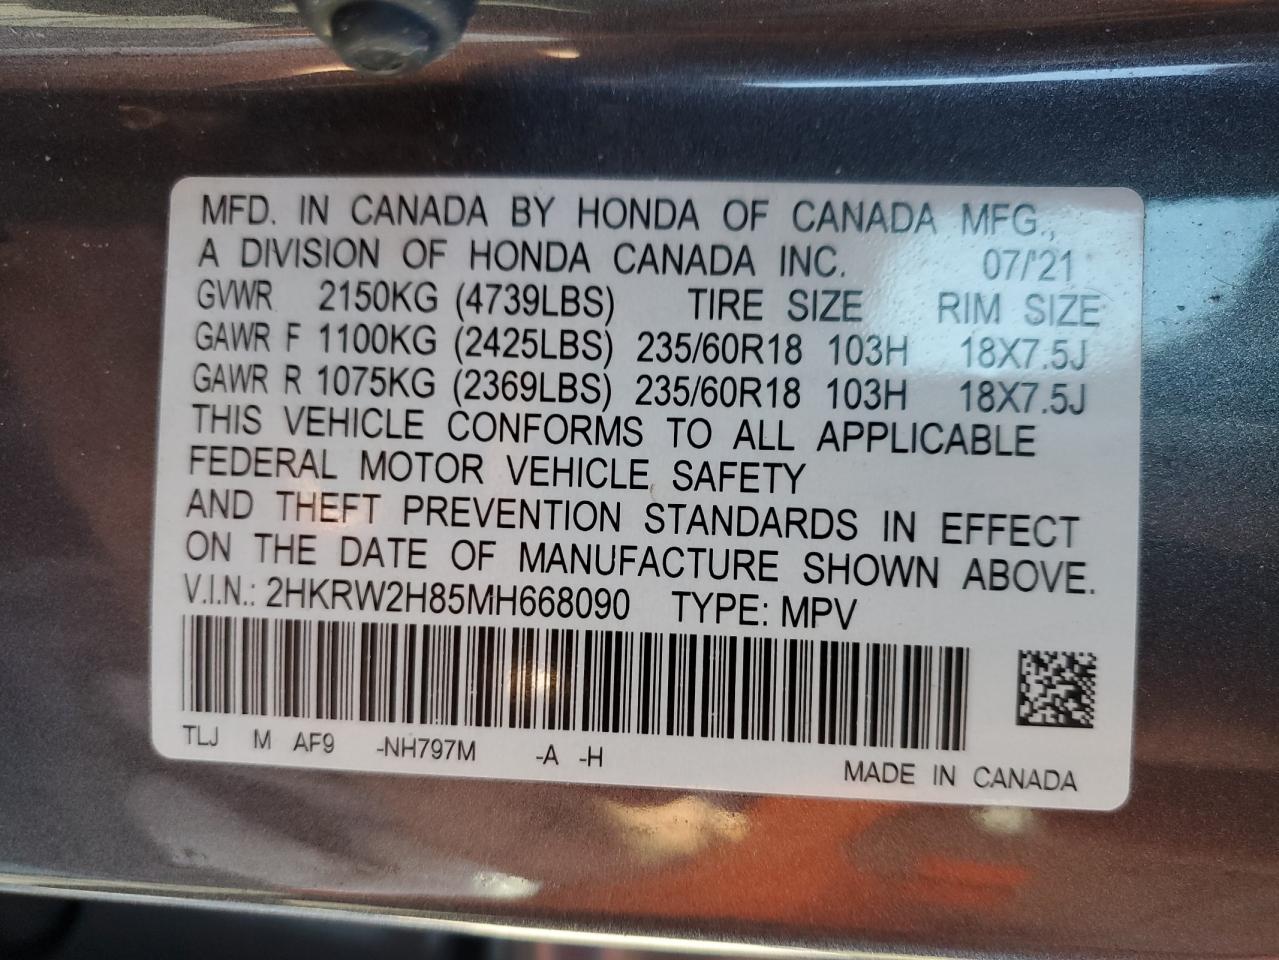 MFD. IN CANADA BY HONDA OF CANADA MFG.,
A DIVISION OF HONDA CANADA INC. 07/'21
GVWR 2150KG (4739LBS) TIRE SIZE RIM SIZE
GAWR F 1100KG (2425LBS) 235/60R18 103H 18X7.5J
GAWR R 1075KG (2369LBS) 235/60R18 103H 18X7.5J
THIS VEHICLE CONFORMS TO ALL APPLICABLE
FEDERAL MOTOR VEHICLE SAFETY
AND THEFT PREVENTION STANDARDS IN EFFECT
ON THE DATE OF MANUFACTURE SHOWN ABOVE.
V.I.N.: 2HKRW2H85MH668090 TYPE: MPV
TLJ M AF9 -NH797M -A -H
MADE IN CANADA